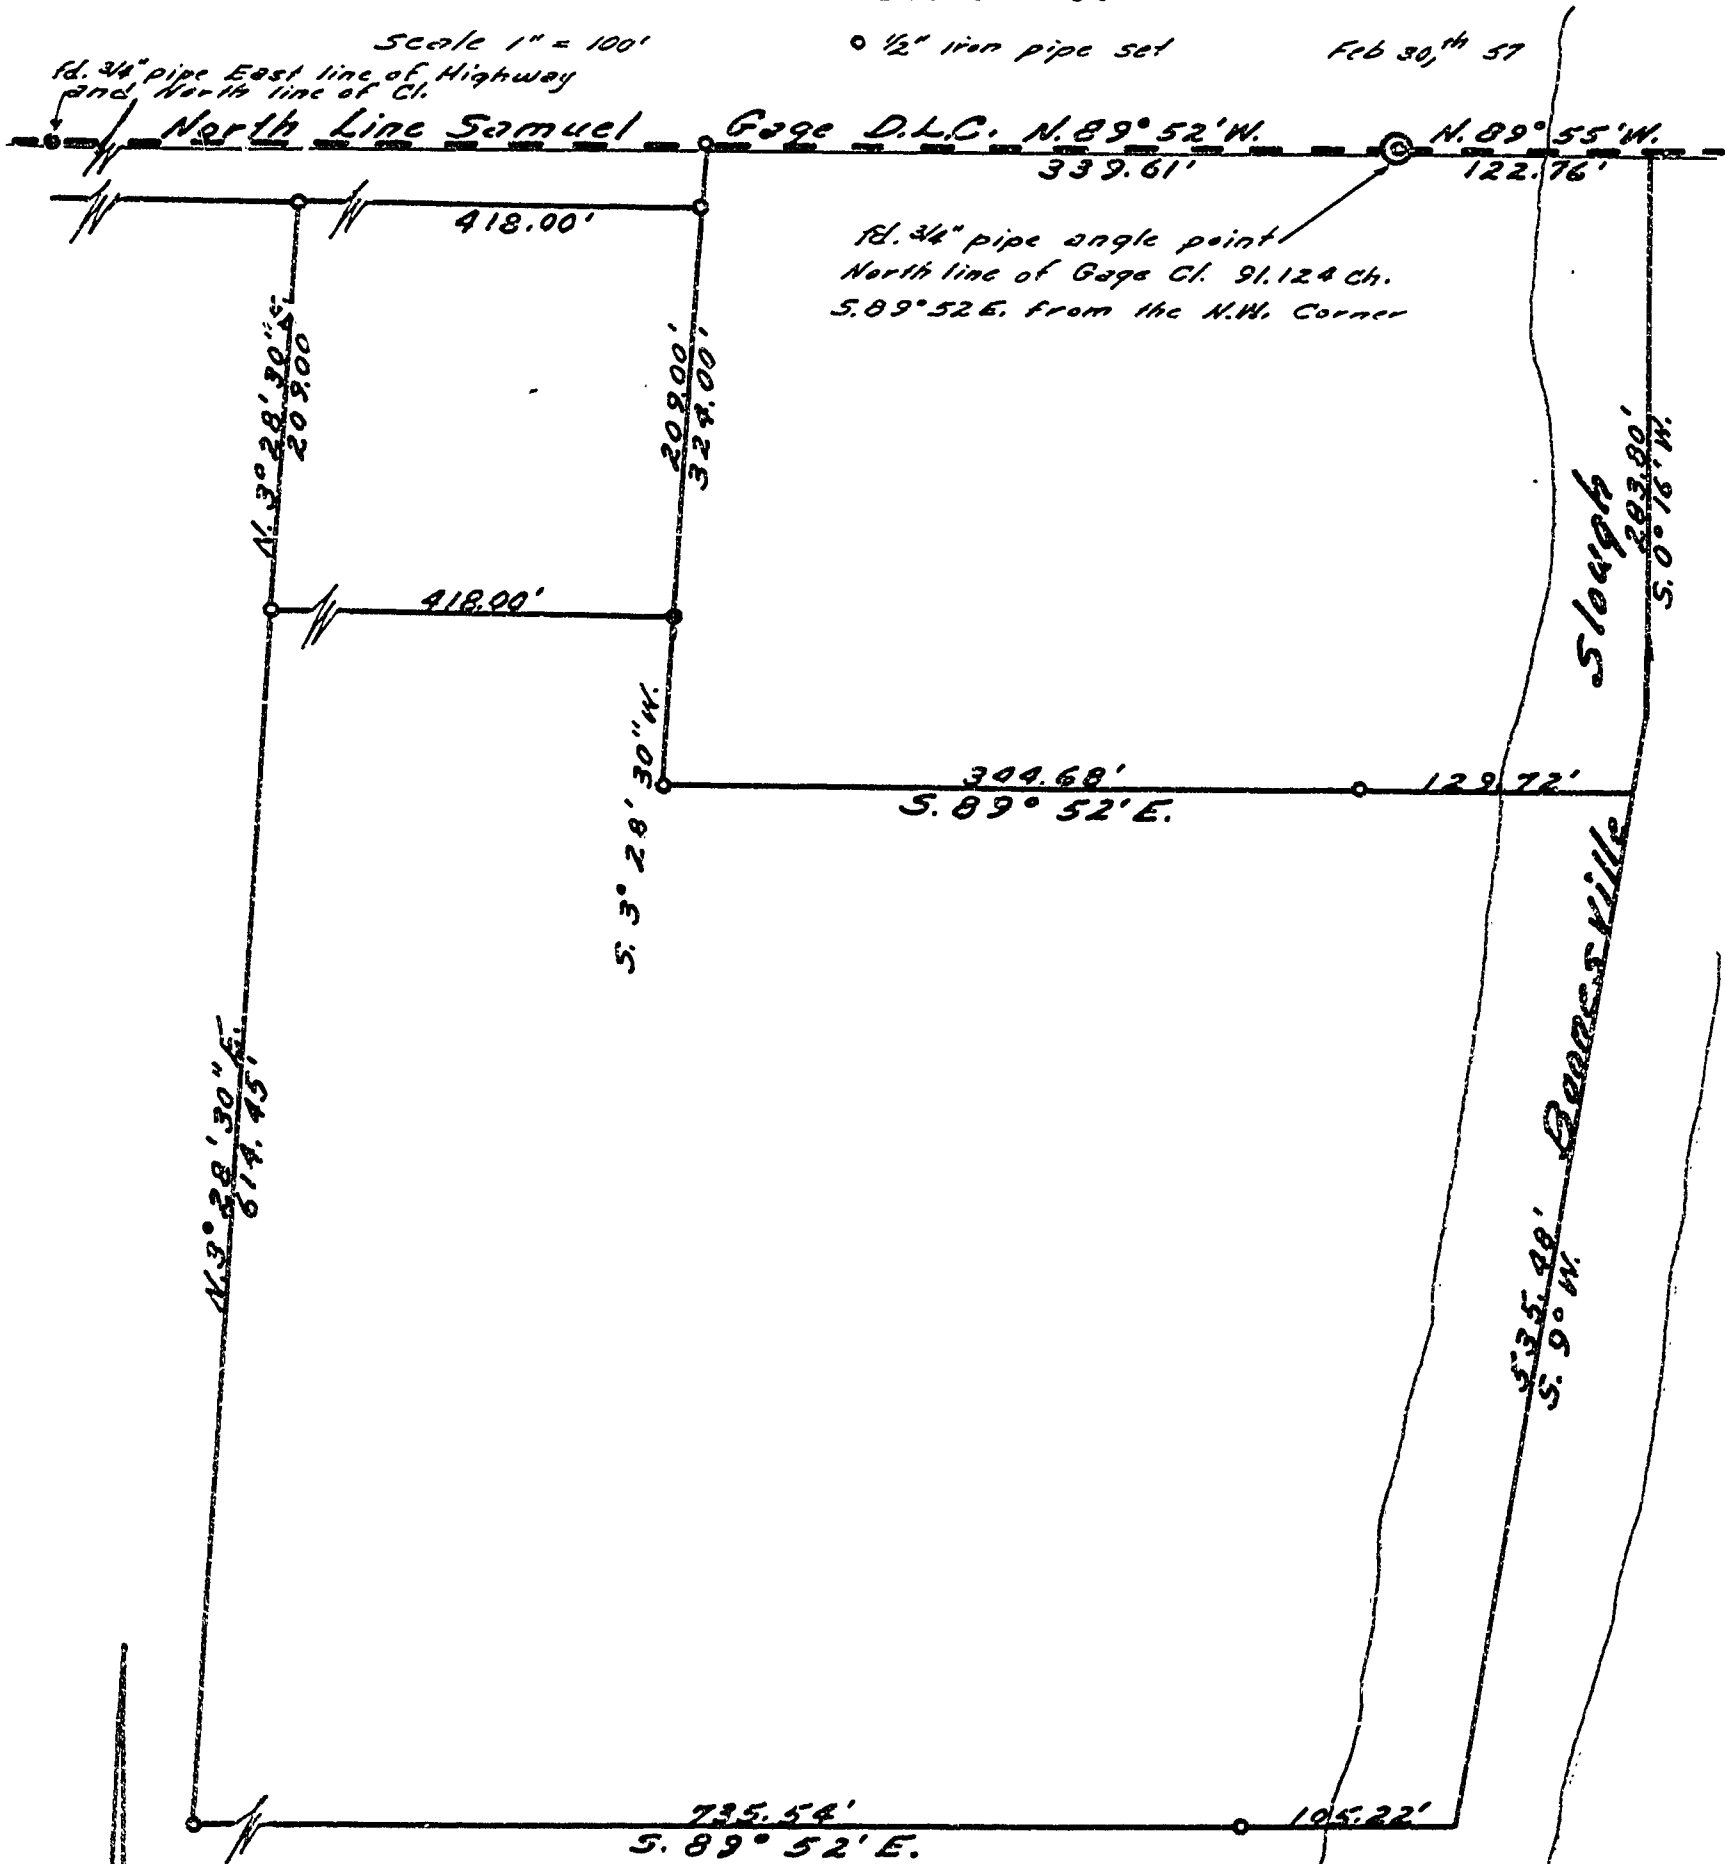 Scale 1" = 100'
1/2" iron pipe set
Feb 30,th 57
fd. 3/4" pipe East line of Highway
and North line of Cl.
North Line Samuel Gage D.L.C. N.89°52'W.
N.89°55'W.
339.61'
122.76'
418.00'
fd. 3/4" pipe angle point
North line of Gage Cl. 91.124 ch.
S.89°52 E. from the N.W. Corner
N.3°28'30"E.
209.00
209.00'
324.00'
Slough
283.80'
S.0°16'W.
418.00'
S.3°28'30"W.
304.68'
129.72'
S.89°52'E.
Boonesville
N.3°28'30"E.
614.45'
535.48'
S.9°W.
735.54'
105.22'
S.89°52'E.